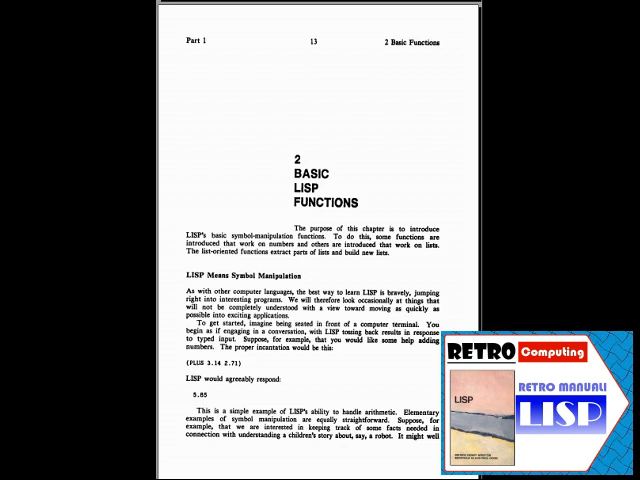 Part 1 13 2 Basic Functions
2
BASIC
LISP
FUNCTIONS
The purpose of this chapter is to introduce
LISP's basic symbol-manipulation functions. To do this, some functions are
introduced that work on numbers and others are introduced that work on lists.
The list-oriented functions extract parts of lists and build new lists.
LISP Means Symbol Manipulation
As with other computer languages, the best way to learn LISP is bravely, jumping
right into interesting programs. We will therefore look occasionally at things that
will not be completely understood with a view toward moving as quickly as
possible into exciting applications.
To get started, imagine being seated in front of a computer terminal. You
begin as if engaging in a conversation, with LISP tossing back results in response
to typed input. Suppose, for example, that you would like some help adding
numbers. The proper incantation would be this:
(PLUS 3.14 2.71)
LISP would agreeably respond:
5.85
This is a simple example of LISP's ability to handle arithmetic. Elementary
examples of symbol manipulation are equally straightforward. Suppose, for
example, that we are interested in keeping track of some facts needed in
connection with understanding a children's story about, say, a robot. It might well
RETRO Computing
RETRO MANUALI
LISP
LISP